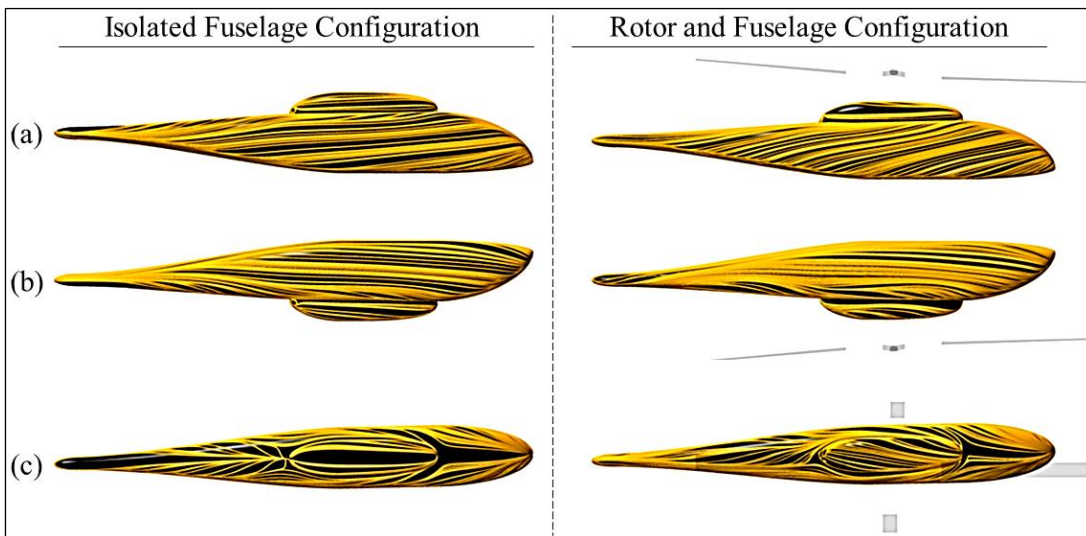 Isolated Fuselage Configuration
Rotor and Fuselage Configuration
(a)
(b)
(c)